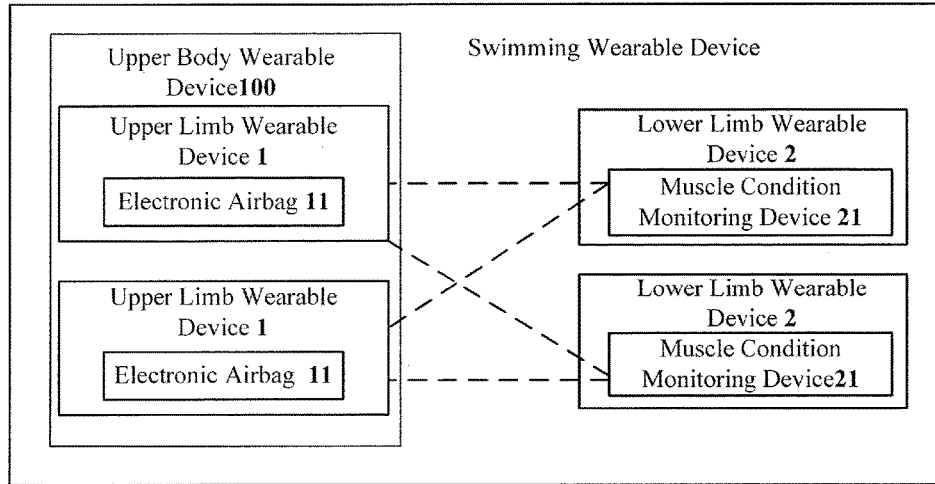 Swimming Wearable Device
Upper Body Wearable
Device100
Upper Limb Wearable
Device 1
Electronic Airbag 11
Upper Limb Wearable
Device 1
Electronic Airbag 11
Lower Limb Wearable
Device 2
Muscle Condition
Monitoring Device 21
Lower Limb Wearable
Device 2
Muscle Condition
Monitoring Device21